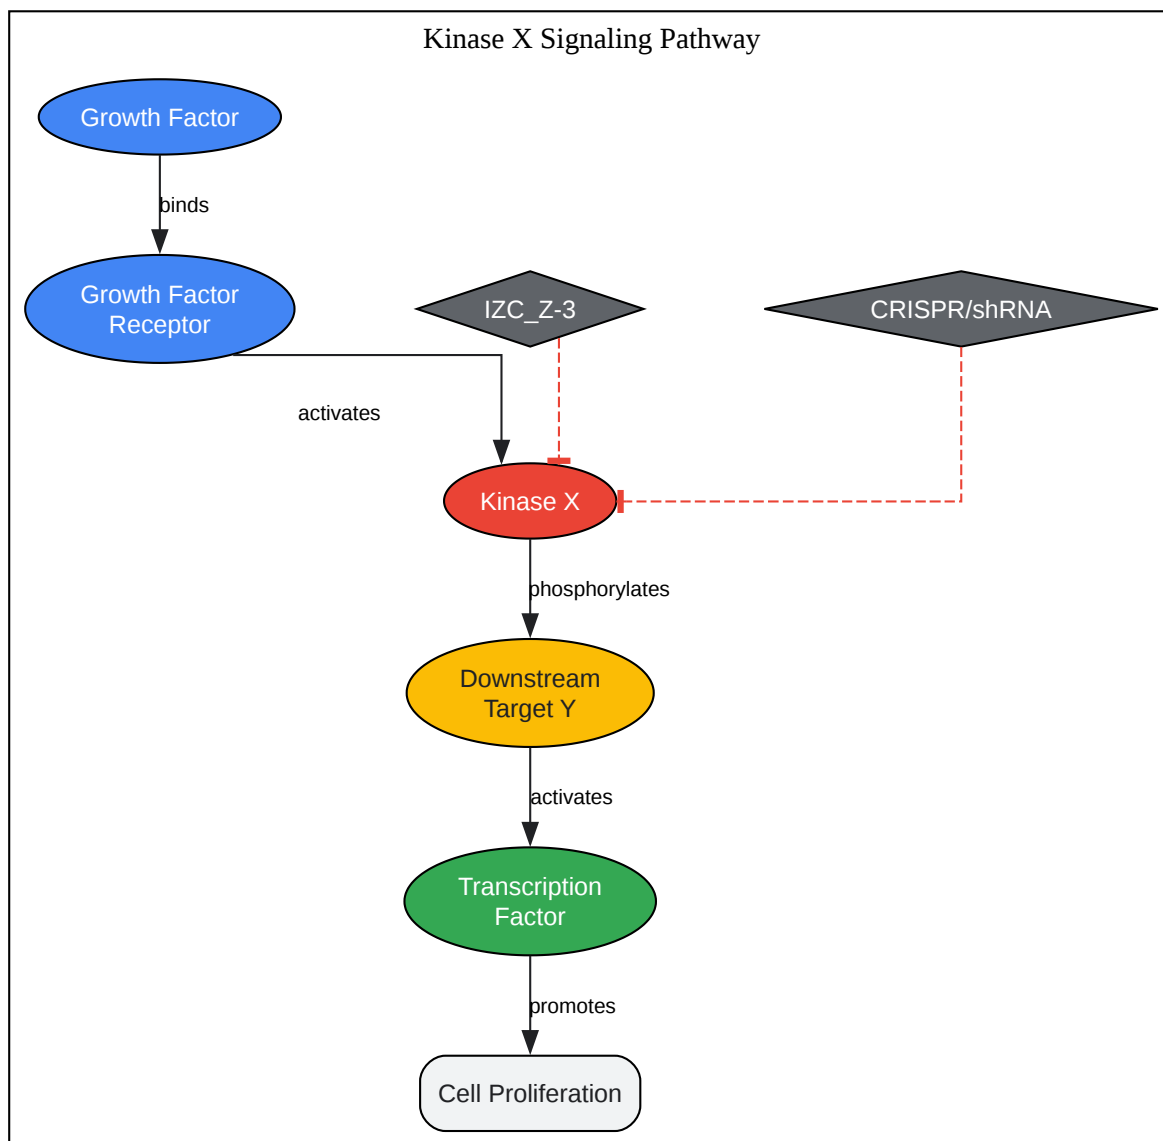 Kinase X Signaling Pathway
Growth Factor
binds
Growth Factor
Receptor
IZC_Z-3
CRISPR/shRNA
activates
Kinase X
phosphorylates
Downstream
Target Y
activates
Transcription
Factor
promotes
Cell Proliferation